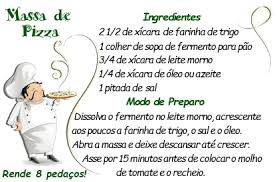 Massa de
Pizza
Ingredientes
2 1/2 de xícara de farinha de trigo
1 colher de sopa de fermento para pão
3/4 de xícara de leite morno
1/4 de xícara de óleo ou azeite
1 pitada de sal
Modo de Preparo
Dissolva o fermento no leite morno, acrescente
aos poucos a farinha de trigo, o sal e o óleo.
Abra a massa e deixe descansar até crescer.
Asse por 15 minutos antes de colocar o molho
de tomate e o recheio.
Rende 8 pedaços!